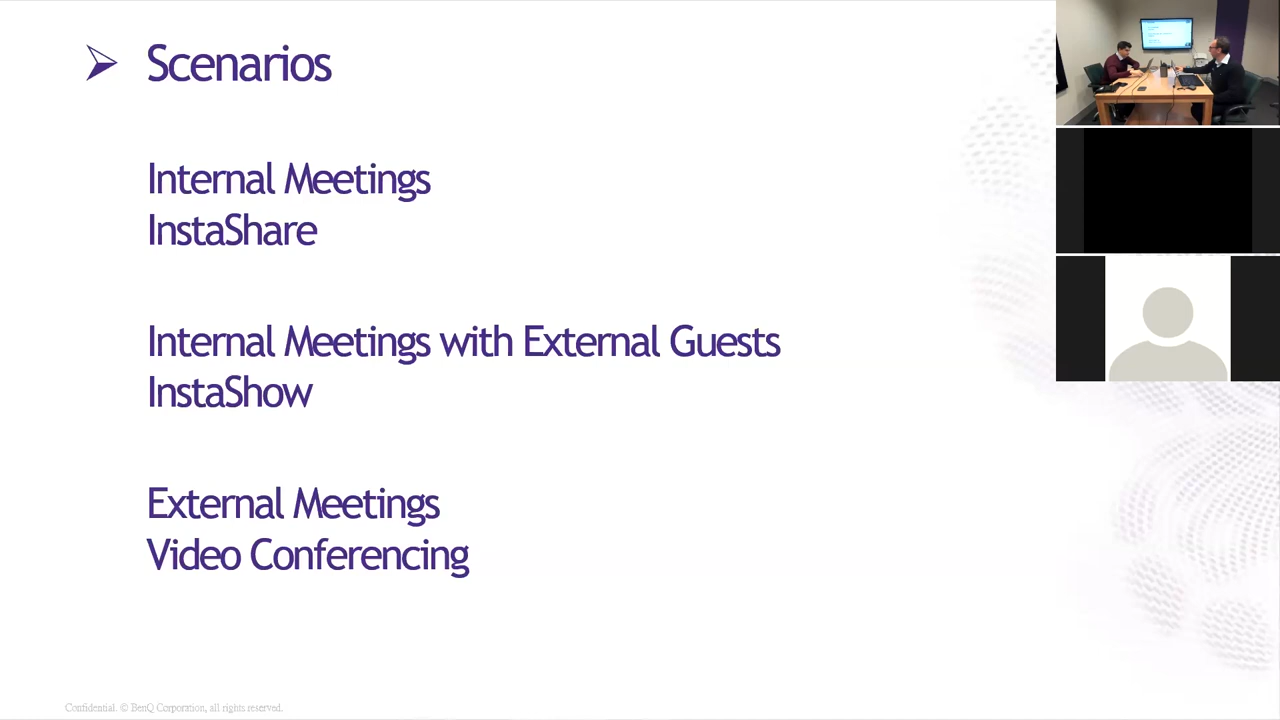 Scenarios
Internal Meetings
InstaShare
Internal Meetings with External Guests
InstaShow
External Meetings
Video Conferencing
Confidential. © BenQ Corporation, all rights reserved.